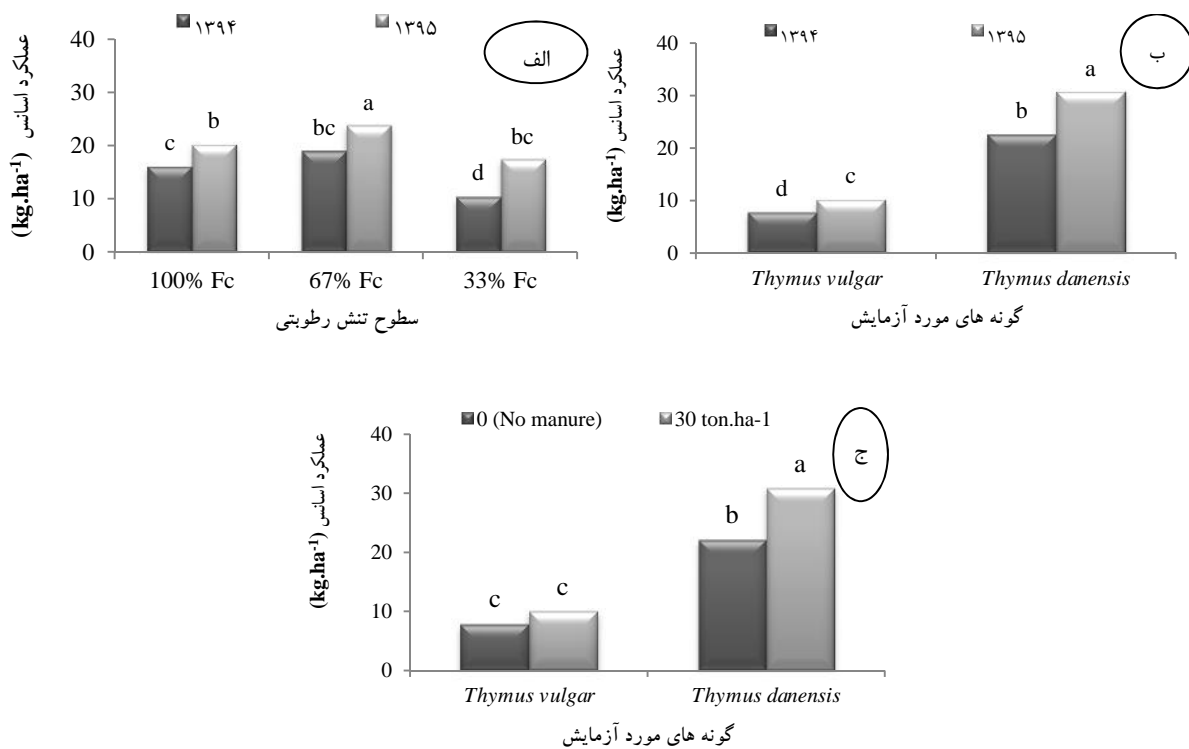 ۱۳۹۴ ۱۳۹۵
الف
عملکرد اسانس (kg.ha⁻¹)
40
30
20
10
0
c b bc a d bc
100% Fc 67% Fc 33% Fc
سطوح تنش رطوبتی
۱۳۹۴ ۱۳۹۵
ب
عملکرد اسانس (kg.ha⁻¹)
40
30
20
10
0
d c b a
Thymus vulgar Thymus danensis
گونه های مورد آزمایش
0 (No manure) 30 ton.ha-1
ج
عملکرد اسانس (kg.ha⁻¹)
40
30
20
10
0
c c b a
Thymus vulgar Thymus danensis
گونه های مورد آزمایش